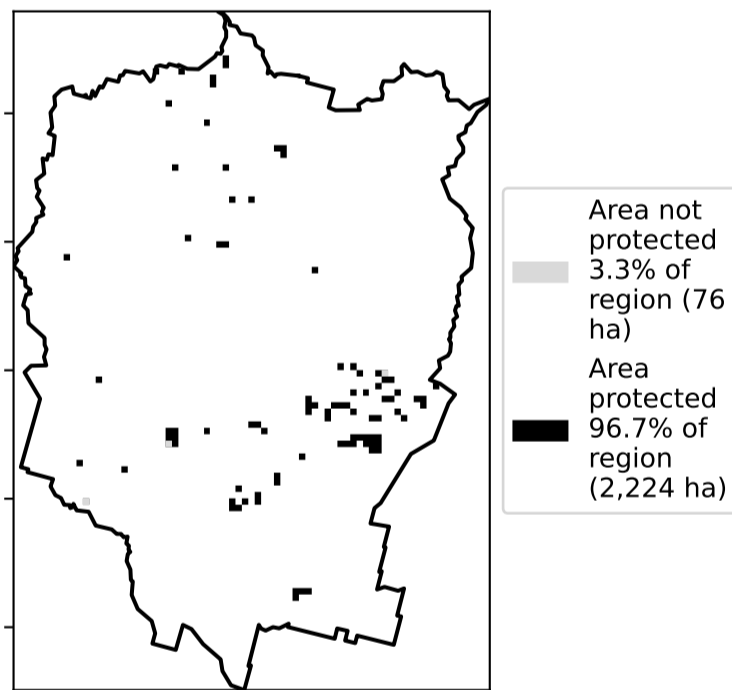 Area not
protected
3.3% of
region (76
ha)
Area
protected
96.7% of
region
(2,224 ha)